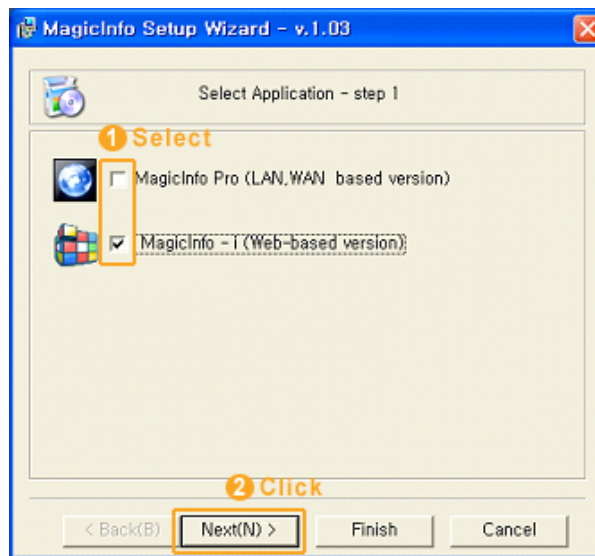 MagicInfo Setup Wizard - v.1.03
Select Application - step 1
1 Select
MagicInfo Pro (LAN,WAN based version)
MagicInfo - i (Web-based version)
2 Click
< Back(B) Next(N) > Finish Cancel